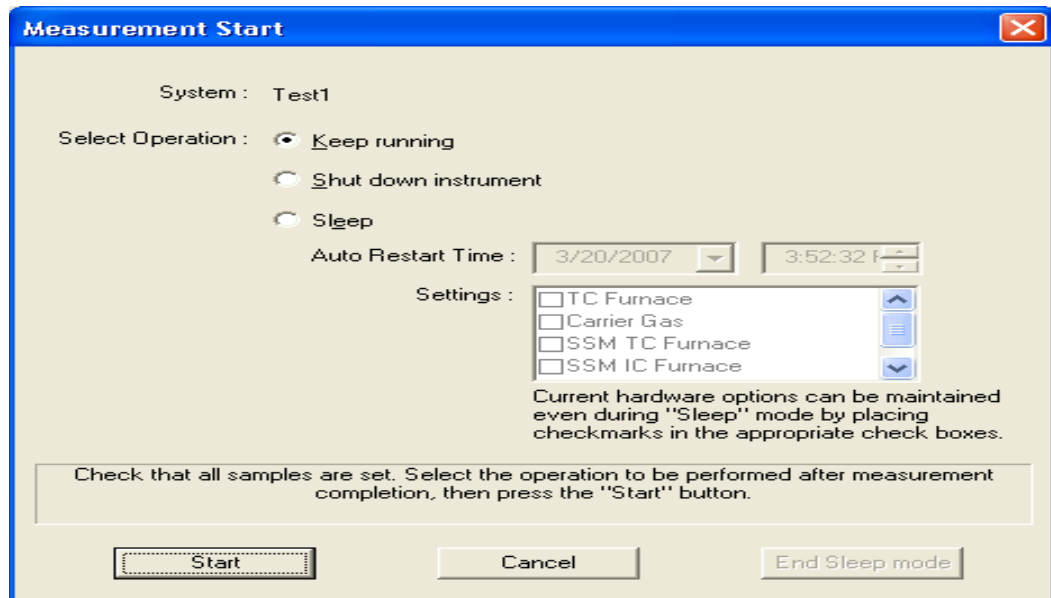 Measurement Start
System : Test1
Select Operation : Keep running
Shut down instrument
Sleep
Auto Restart Time : 3/20/2007 3:52:32
Settings : TC Furnace
Carrier Gas
SSM TC Furnace
SSM IC Furnace
Current hardware options can be maintained
even during "Sleep" mode by placing
checkmarks in the appropriate check boxes.
Check that all samples are set. Select the operation to be performed after measurement
completion, then press the "Start" button.
Start Cancel End Sleep mode